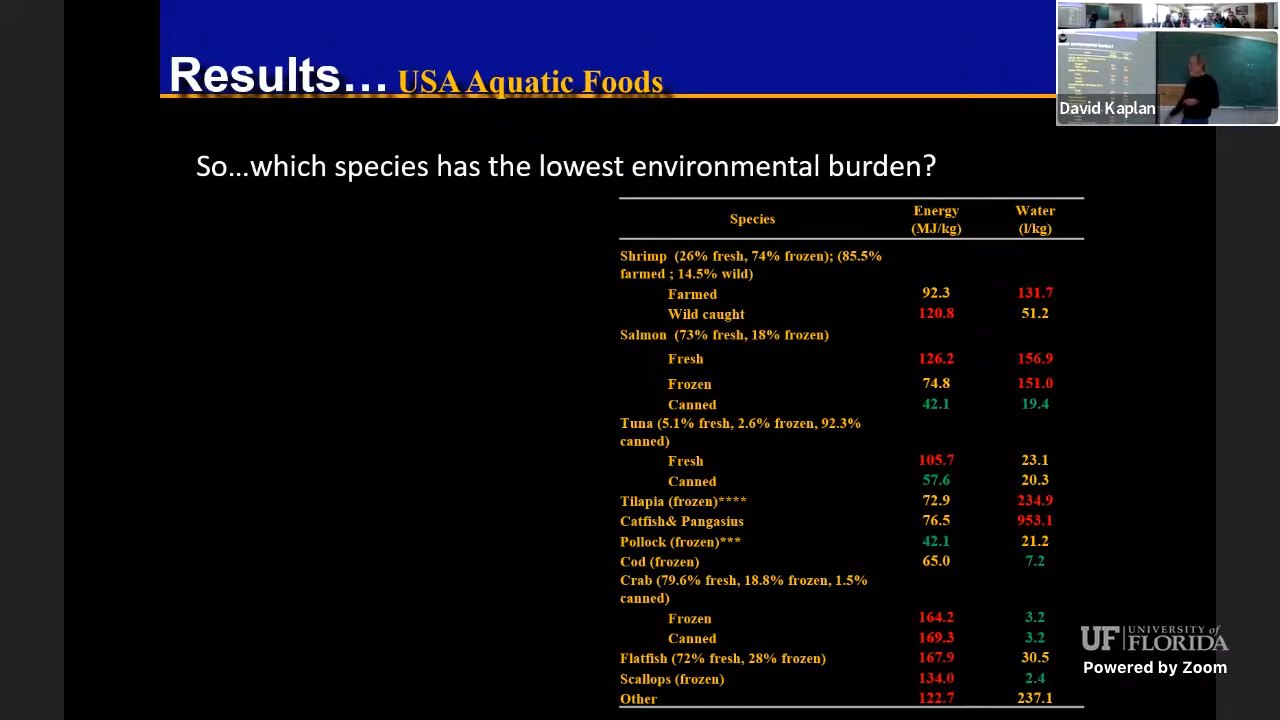 Results… USA Aquatic Foods
David Kaplan
So…which species has the lowest environmental burden?
Species Energy (MJ/kg) Water (l/kg)
Shrimp (26% fresh, 74% frozen); (85.5%
farmed ; 14.5% wild)
Farmed 92.3 131.7
Wild caught 120.8 51.2
Salmon (73% fresh, 18% frozen)
Fresh 126.2 156.9
Frozen 74.8 151.0
Canned 42.1 19.4
Tuna (5.1% fresh, 2.6% frozen, 92.3%
canned)
Fresh 105.7 23.1
Canned 57.6 20.3
Tilapia (frozen)**** 72.9 234.9
Catfish& Pangasius 76.5 953.1
Pollock (frozen)*** 42.1 21.2
Cod (frozen) 65.0 7.2
Crab (79.6% fresh, 18.8% frozen, 1.5%
canned)
Frozen 164.2 3.2
Canned 169.3 3.2
Flatfish (72% fresh, 28% frozen) 167.9 30.5
Scallops (frozen) 134.0 2.4
Other 122.7 237.1
UF UNIVERSITY of
FLORIDA
Powered by Zoom